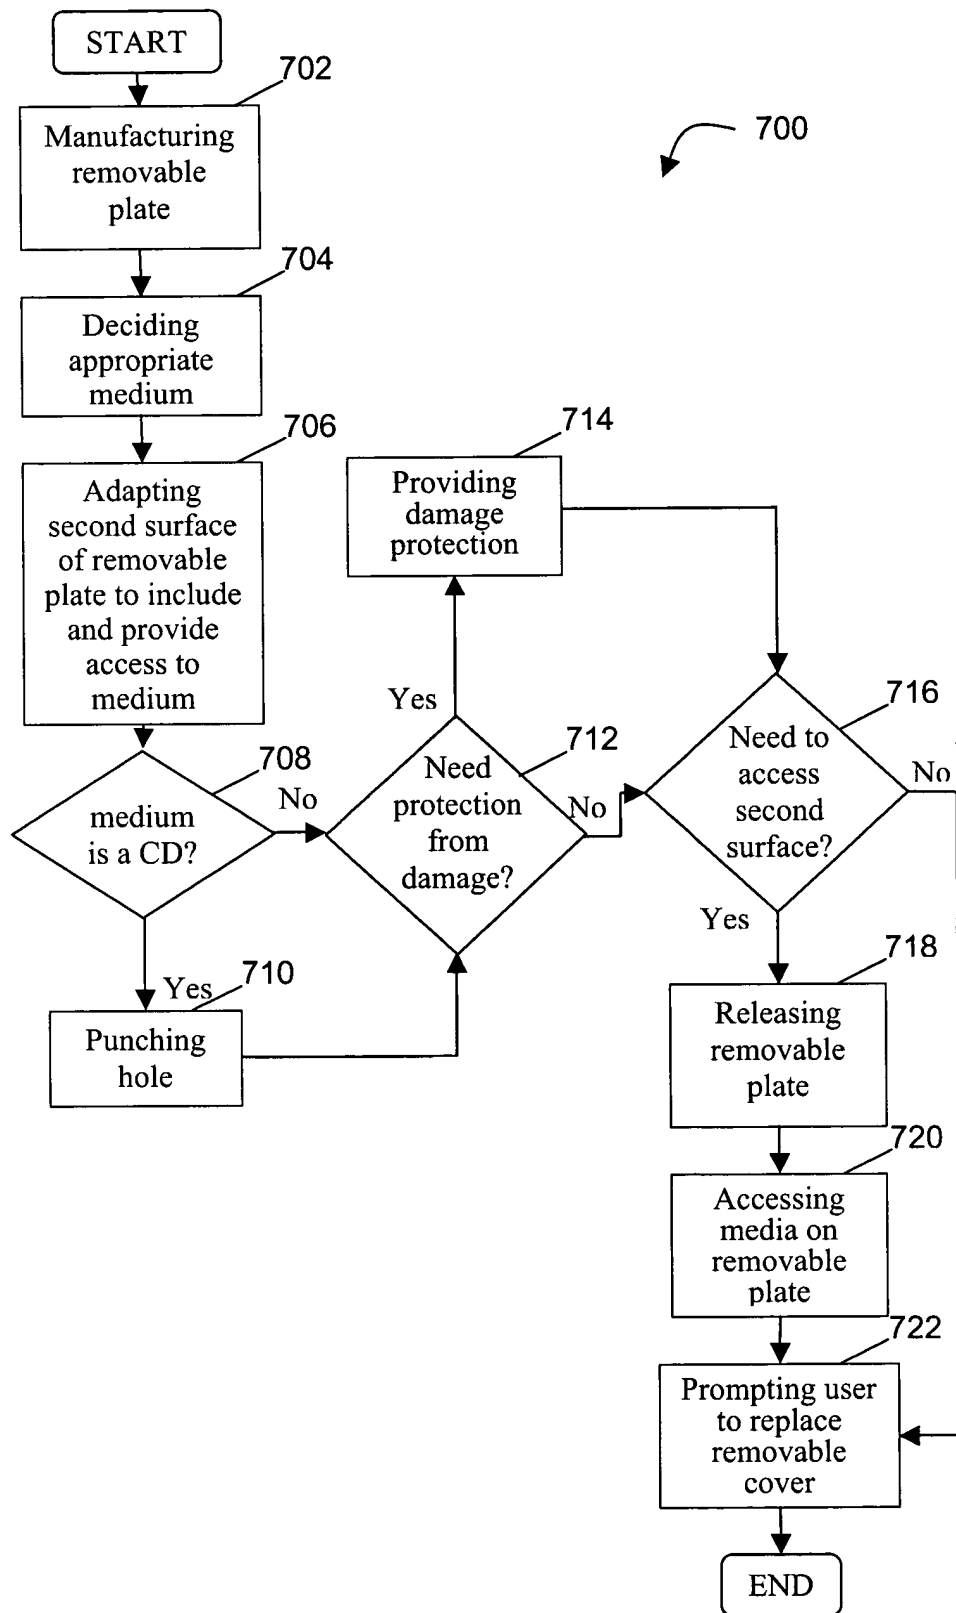 START
702
Manufacturing
removable
plate
700
704
Deciding
appropriate
medium
706
Adapting
second surface
of removable
plate to include
and provide
access to
medium
708
medium
is a CD?
No
Yes
710
Punching
hole
712
Need
protection
from
damage?
Yes
No
714
Providing
damage
protection
716
Need to
access
second
surface?
No
Yes
718
Releasing
removable
plate
720
Accessing
media on
removable
plate
722
Prompting user
to replace
removable
cover
END